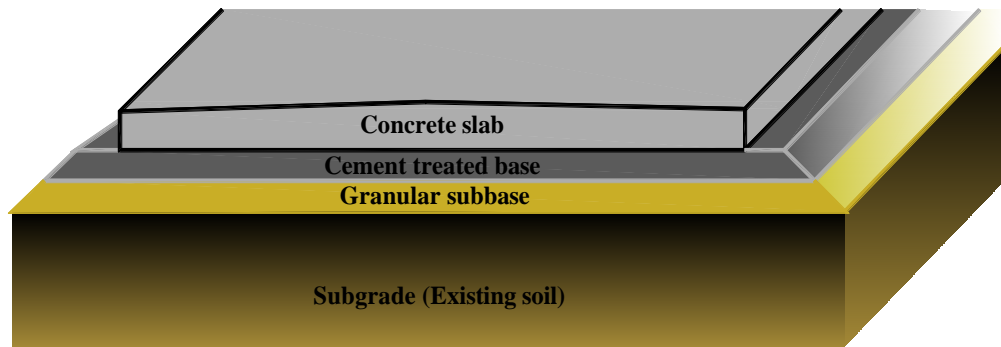 Concrete slab
Cement treated base
Granular subbase
Subgrade (Existing soil)